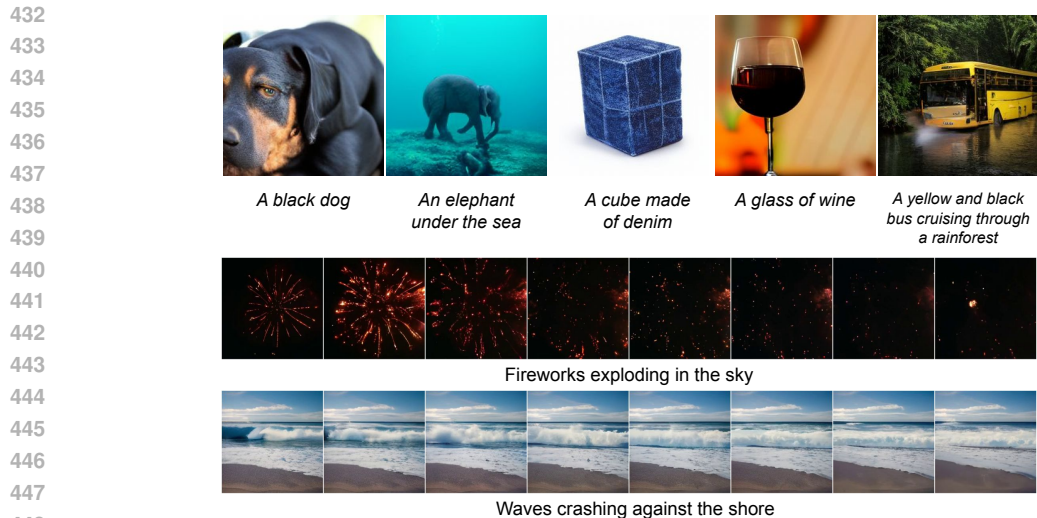 432
433
434
435
436
437
438
439
440
441
442
443
444
445
446
447
A black dog
An elephant
under the sea
A cube made
of denim
A glass of wine
A yellow and black
bus cruising through
a rainforest
Fireworks exploding in the sky
Waves crashing against the shore